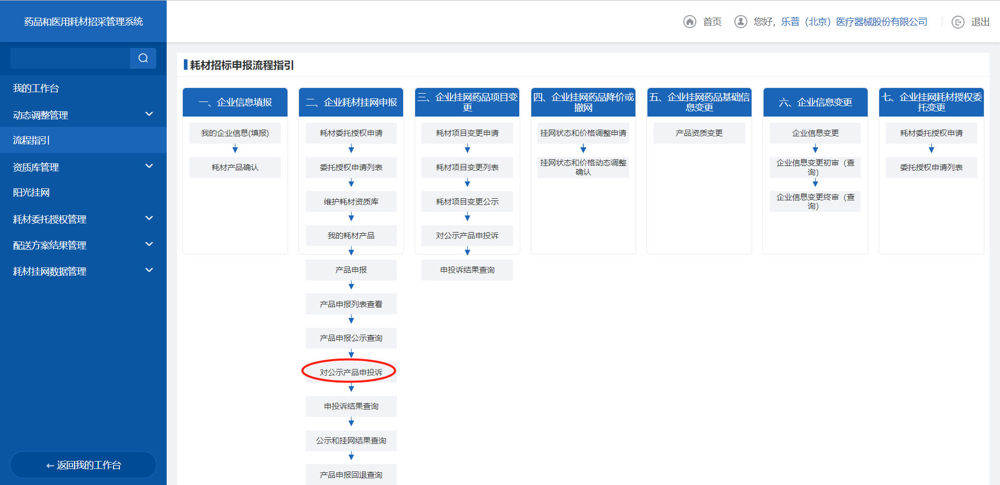 药品和医用耗材招采管理系统
首页
您好，乐普（北京）医疗器械股份有限公司
退出
我的工作台
动态调整管理
流程指引
资质库管理
阳光挂网
耗材委托授权管理
配送方案结果管理
耗材挂网数据管理
返回我的工作台
耗材招标申报流程指引
一、企业信息填报
我的企业信息(填报)
耗材产品确认
二、企业耗材挂网申报
耗材委托授权申请
委托授权申请列表
维护耗材资质库
我的耗材产品
产品申报
产品申报列表查看
产品申报公示查询
对公示产品申投诉
申投诉结果查询
公示和挂网结果查询
产品申报回退查询
三、企业挂网药品项目变
更
耗材项目变更申请
耗材项目变更列表
耗材项目变更公示
对公示产品申投诉
申投诉结果查询
四、企业挂网药品降价或
撤网
挂网状态和价格调整申请
挂网状态和价格动态调整
确认
五、企业挂网药品基础信
息变更
产品资质变更
六、企业信息变更
企业信息变更
企业信息变更初审（查
询）
企业信息变更终审（查
询）
七、企业挂网耗材授权委
托变更
耗材委托授权申请
委托授权申请列表